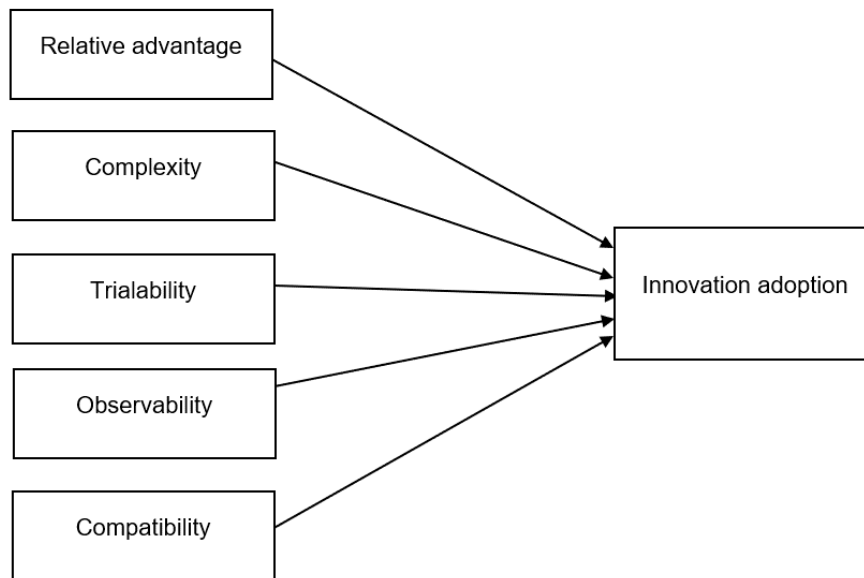 Relative advantage
Complexity
Trialability
Observability
Compatibility
Innovation adoption